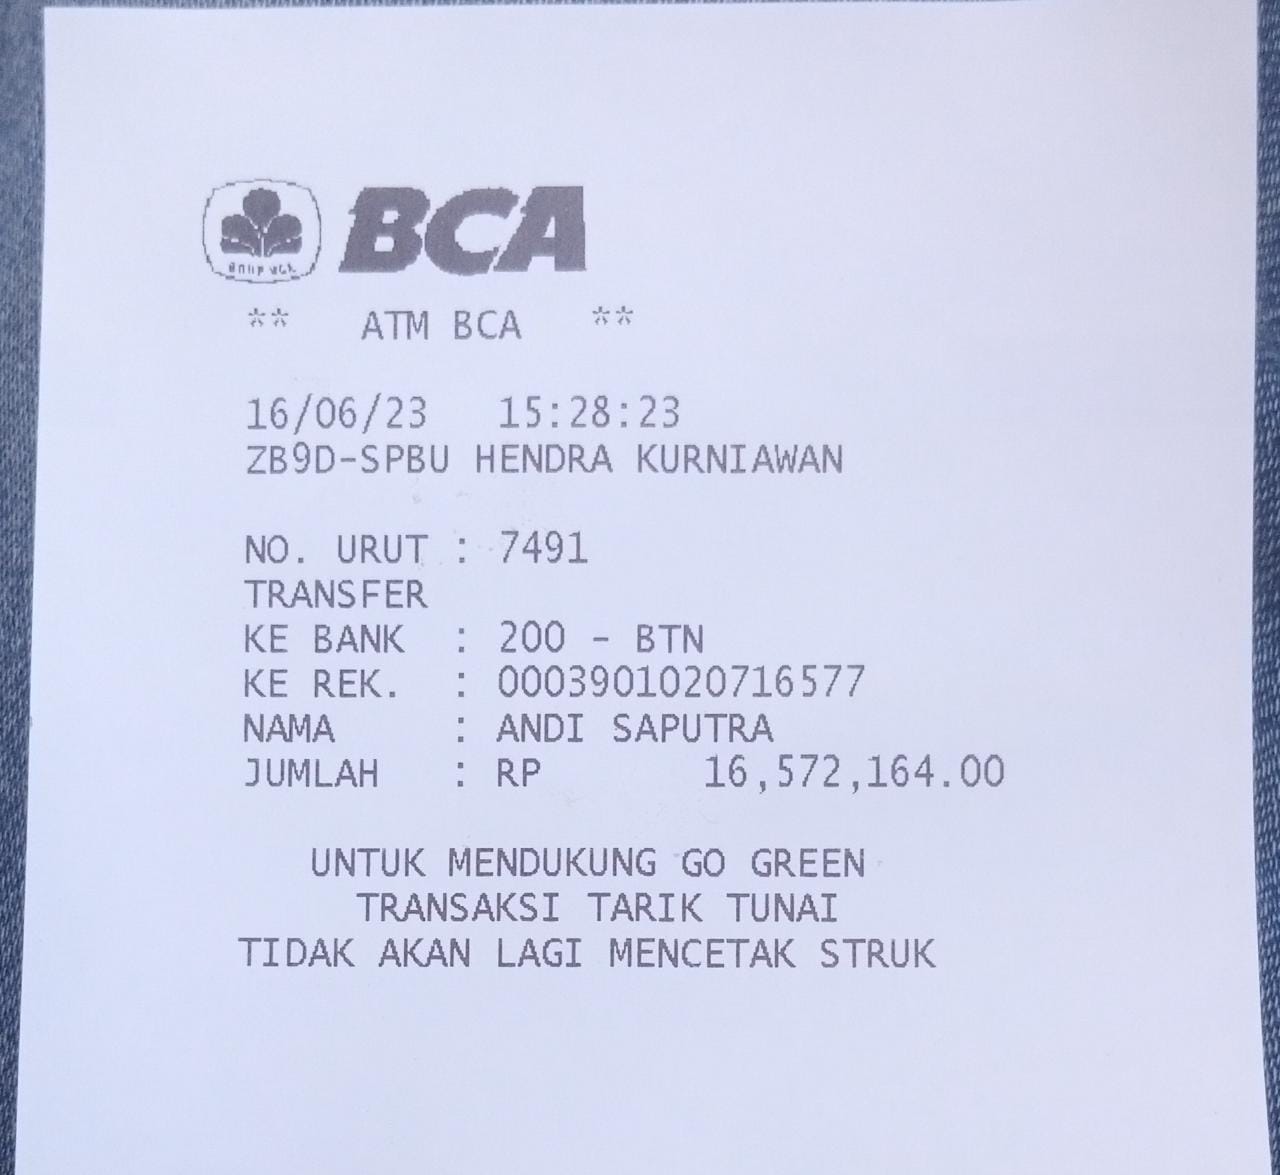 BCA
** ATM BCA **
16/06/23 15:28:23
ZB9D-SPBU HENDRA KURNIAWAN
NO. URUT : 7491
TRANSFER
KE BANK : 200 - BTN
KE REK. : 0003901020716577
NAMA : ANDI SAPUTRA
JUMLAH : RP 16,572,164.00
UNTUK MENDUKUNG GO GREEN
TRANSAKSI TARIK TUNAI
TIDAK AKAN LAGI MENCETAK STRUK